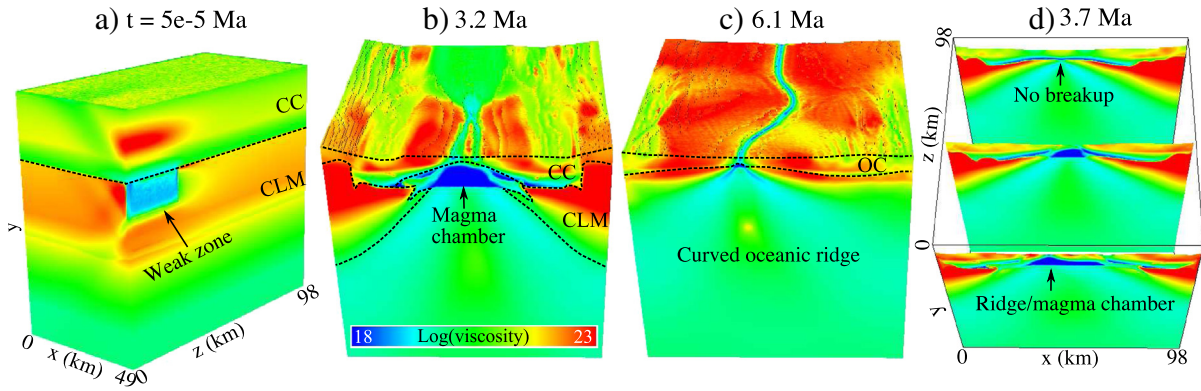 a) t = 5e-5 Ma
CC
CLM
y
Weak zone
0
x (km)
490
z (km)
98
b) 3.2 Ma
CC
CLM
Magma
chamber
18 Log(viscosity) 23
c) 6.1 Ma
OC
Curved oceanic ridge
d) 3.7 Ma
98
No breakup
z (km)
0
y
Ridge/magma chamber
0 x (km) 98